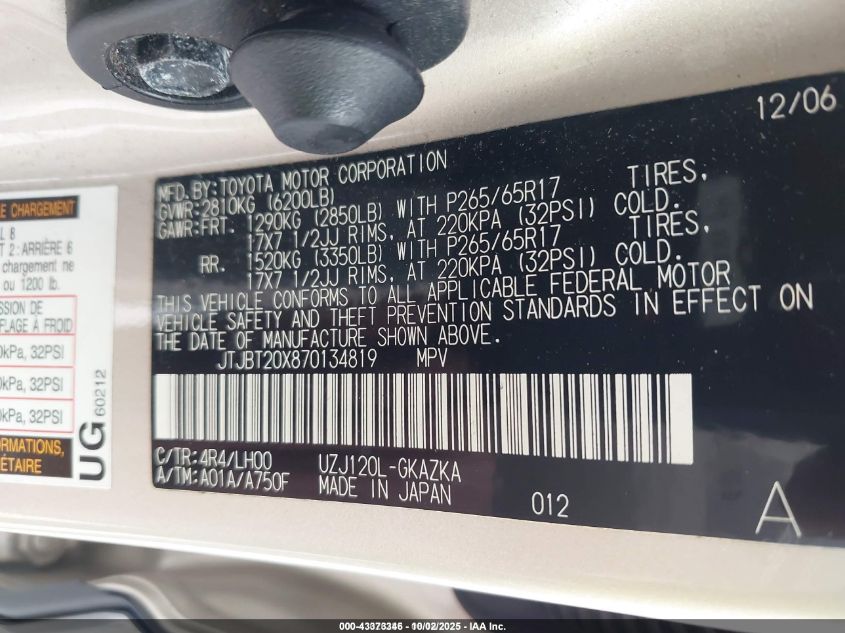 12/06
MFD.BY:TOYOTA MOTOR CORPORATION
GVWR:2810KG (6200LB)
GAWR:FRT. 1290KG (2850LB) WITH P265/65R17 TIRES,
17X7 1/2JJ RIMS, AT 220KPA (32PSI) COLD.
RR. 1520KG (3350LB) WITH P265/65R17 TIRES,
17X7 1/2JJ RIMS, AT 220KPA (32PSI) COLD.
THIS VEHICLE CONFORMS TO ALL APPLICABLE FEDERAL MOTOR
VEHICLE SAFETY AND THEFT PREVENTION STANDARDS IN EFFECT ON
THE DATE OF MANUFACTURE SHOWN ABOVE.
JTJBT20X870134819 MPV
C/TR:4R4/LH00 UZJ120L-GKAZKA
A/TM:A01A/A750F MADE IN JAPAN
012
A
CHARGEMENT
8
2 : ARRIÈRE 6
chargement ne
ou 1200 lb.
DE
À FROID
kPa, 32PSI
kPa, 32PSI
kPa, 32PSI
UG 60212
000-43376346 - 10/02/2025 - IAA Inc.